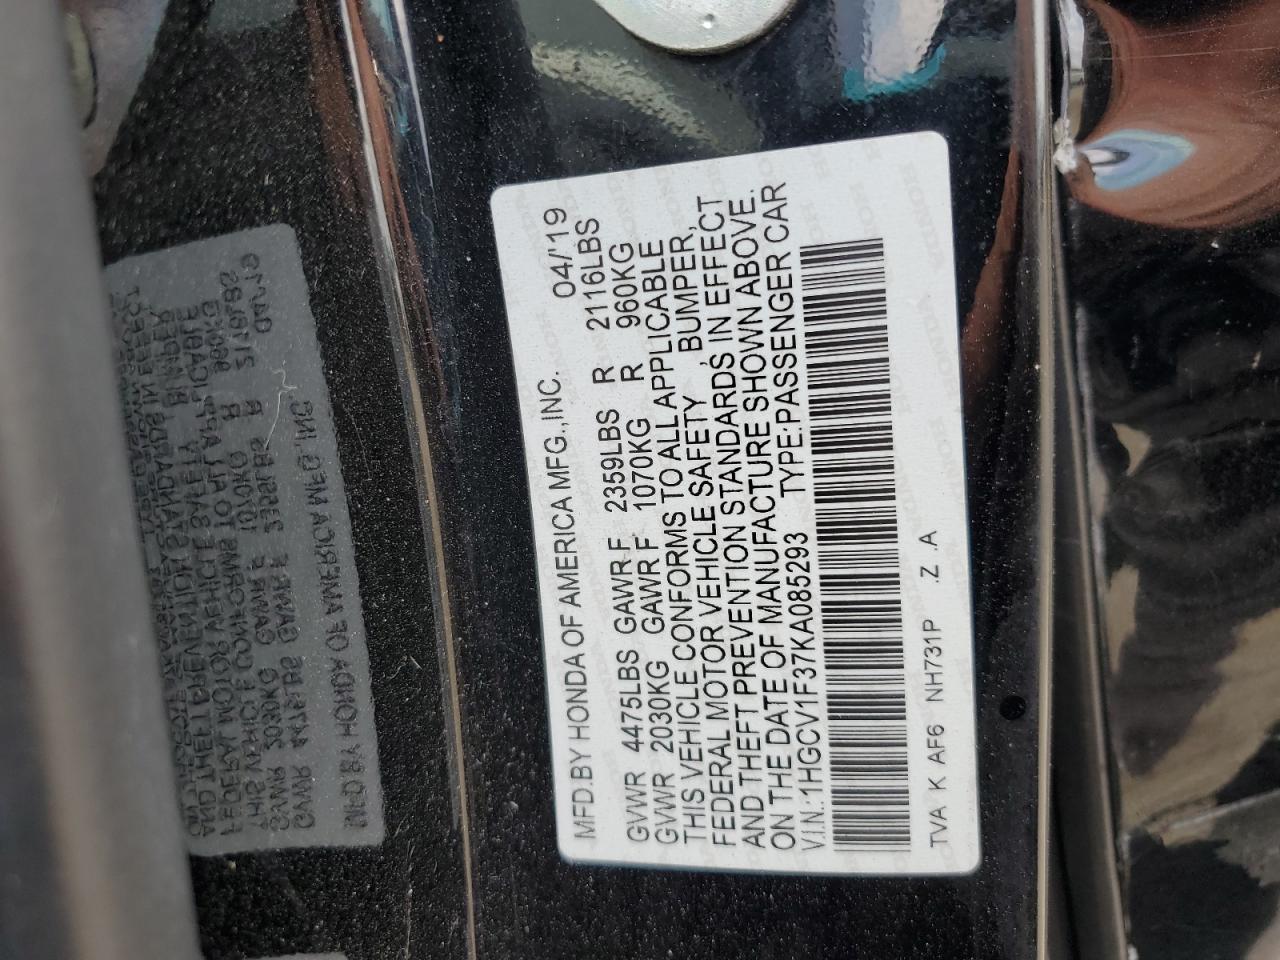 MFD.BY HONDA OF AMERICA MFG.,INC. 04/'19
GVWR 4475LBS GAWR F 2359LBS R 2116LBS
GVWR 2030KG GAWR F 1070KG R 960KG
THIS VEHICLE CONFORMS TO ALL APPLICABLE
FEDERAL MOTOR VEHICLE SAFETY, BUMPER,
AND THEFT PREVENTION STANDARDS IN EFFECT
ON THE DATE OF MANUFACTURE SHOWN ABOVE.
V.I.N.:1HGCV1F37KA085293 TYPE:PASSENGER CAR
TVA K AF6 NH731P .Z .A